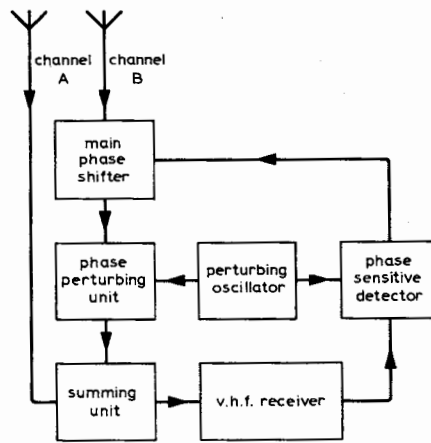 channel
A
channel
B
main
phase
shifter
phase
perturbing
unit
perturbing
oscillator
phase
sensitive
detector
summing
unit
v.h.f. receiver